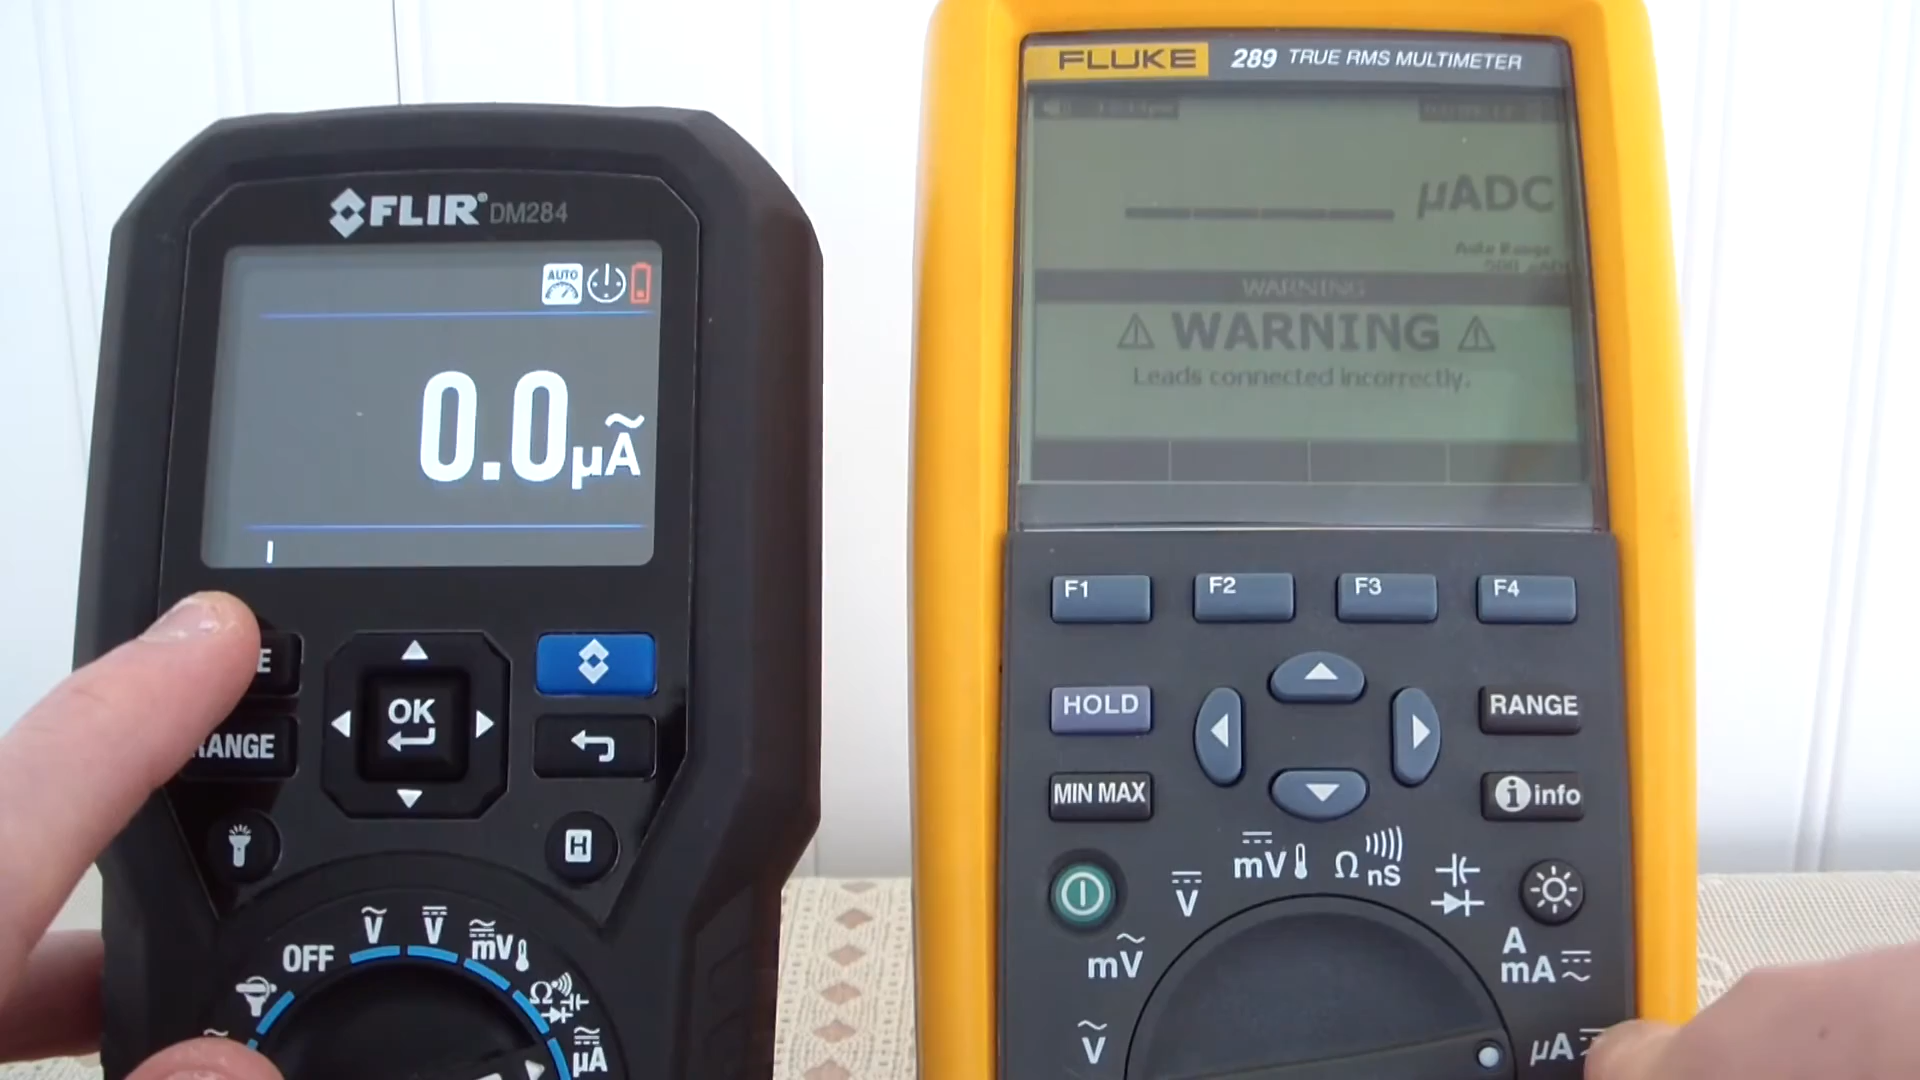 FLIR® DM284
AUTO
0.0 µA
RANGE
OK
H
OFF
V
V
mV
Ω
µA
FLUKE 289 TRUE RMS MULTIMETER
µADC
Auto Range
WARNING
WARNING
Leads connected incorrectly.
F1 F2 F3 F4
HOLD
RANGE
MIN MAX
i info
V
mV
Ω
nS
mV
A
mA
V
µA